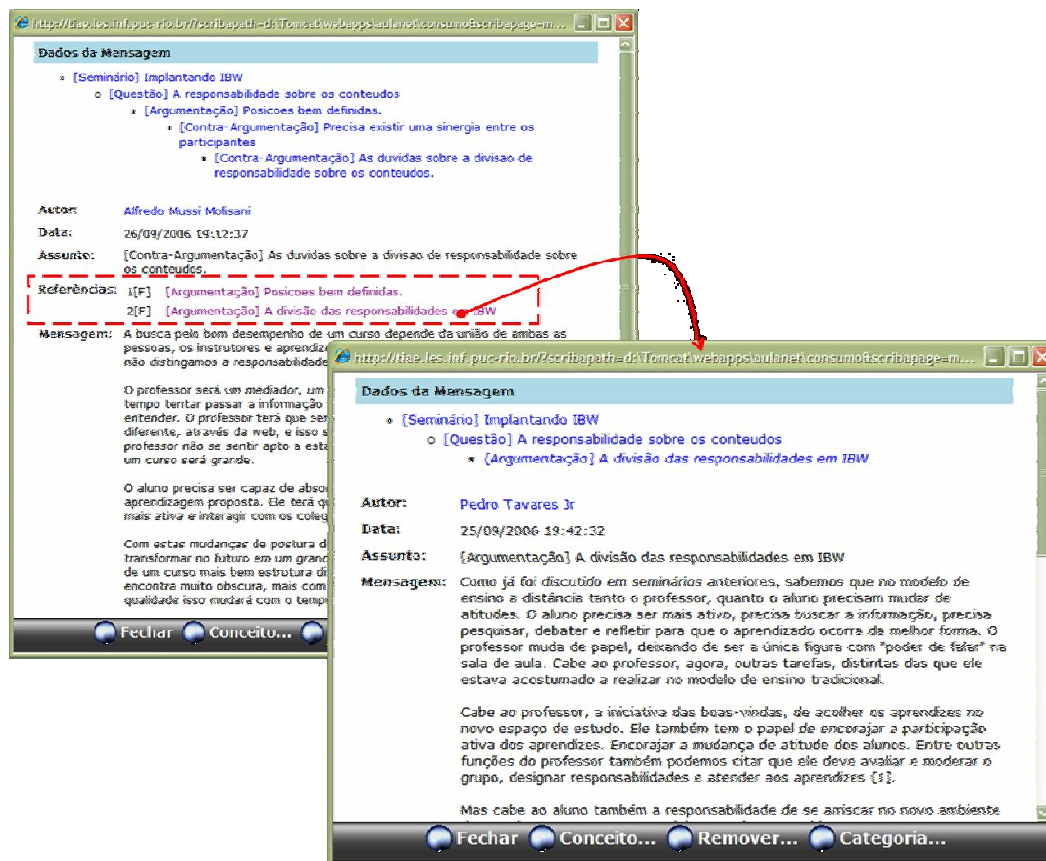 http://tiae.les.inf.puc-rio.br/?scribapath=d:\Tomcat\webapps\aulanet\consumo&scribapage=m...
Dados da Mensagem
[Seminário] Implantando IBW
[Questão] A responsabilidade sobre os conteudos
[Argumentação] Posicoes bem definidas.
[Contra-Argumentação] Precisa existir uma sinergia entre os
participantes
[Contra-Argumentação] As duvidas sobre a divisao de
responsabilidade sobre os conteudos.
Autor: Alfredo Mussi Molisani
Data: 26/09/2006 19:12:37
Assunto: [Contra-Argumentação] As duvidas sobre a divisao de responsabilidade sobre
os conteudos.
Referências: 1[F] [Argumentação] Posicoes bem definidas.
2[F] [Argumentação] A divisão das responsabilidades em IBW
Mensagem: A busca pelo bom desempenho de um curso depende da união de ambas as
pessoas, os instrutores e aprendiz
não distingamos a responsabilidade
O professor será um mediador, um
tempo tentar passar a informação
entender. O professor terá que ser
diferente, através da web, e isso s
professor não se sentir apto a esta
um curso será grande.
O aluno precisa ser capaz de abso
aprendizagem proposta. Ele terá qu
mais ativa e interagir com os coleg
Com estas mudanças de postura d
transformar no futuro em um grand
de um curso mais bem estrutura di
encontra muito obscura, mais com
qualidade isso mudará com o tempo
Fechar Conceito...
http://tiae.les.inf.puc-rio.br/?scribapath=d:\Tomcat\webapps\aulanet\consumo&scribapage=m...
Dados da Mensagem
[Seminário] Implantando IBW
[Questão] A responsabilidade sobre os conteudos
[Argumentação] A divisão das responsabilidades em IBW
Autor: Pedro Tavares Jr
Data: 25/09/2006 19:42:32
Assunto: [Argumentação] A divisão das responsabilidades em IBW
Mensagem: Como já foi discutido em seminários anteriores, sabemos que no modelo de
ensino a distância tanto o professor, quanto o aluno precisam mudar de
atitudes. O aluno precisa ser mais ativo, precisa buscar a informação, precisa
pesquisar, debater e refletir para que o aprendizado ocorra da melhor forma. O
professor muda de papel, deixando de ser a única figura com "poder de falar" na
sala de aula. Cabe ao professor, agora, outras tarefas, distintas das que ele
estava acostumado a realizar no modelo de ensino tradicional.
Cabe ao professor, a iniciativa das boas-vindas, de acolher os aprendizes no
novo espaço de estudo. Ele também tem o papel de encorajar a participação
ativa dos aprendizes. Encorajar a mudança de atitude dos alunos. Entre outras
funções do professor também podemos citar que ele deve avaliar e moderar o
grupo, designar responsabilidades e atender aos aprendizes [1].
Mas cabe ao aluno também a responsabilidade de se arriscar no novo ambiente
Fechar Conceito... Remover... Categoria...